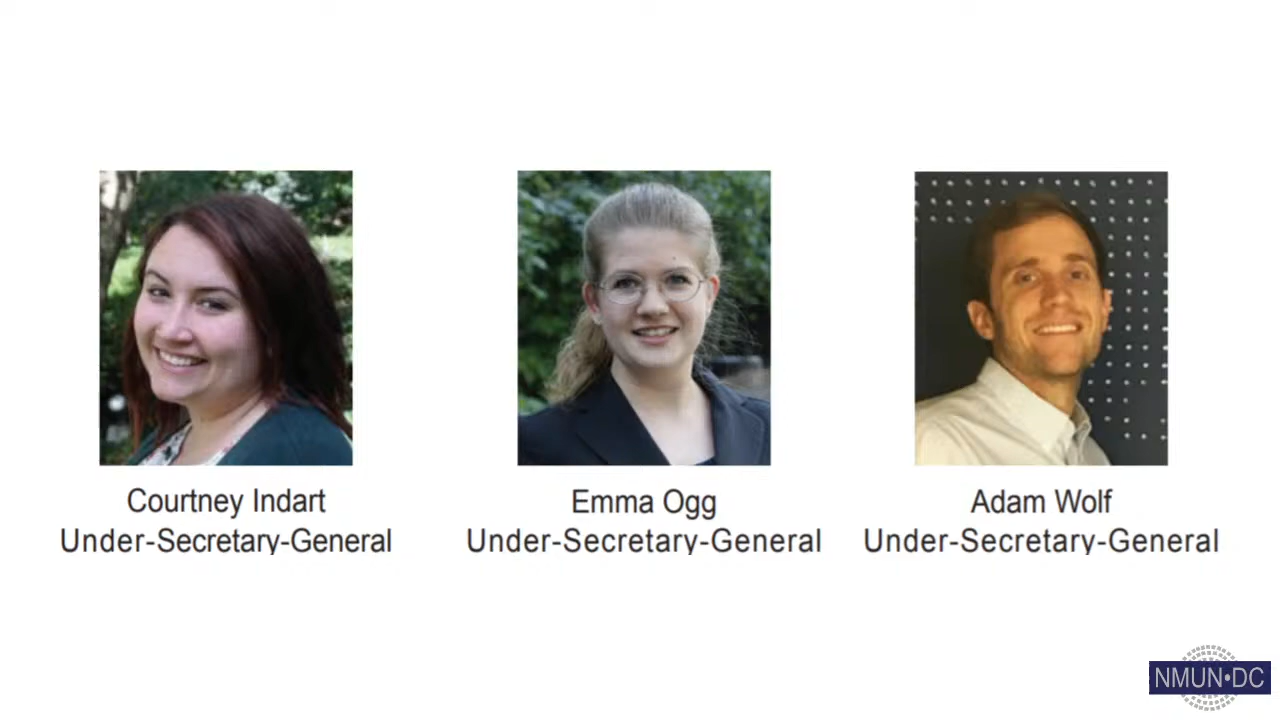 Courtney Indart
Under-Secretary-General
Emma Ogg
Under-Secretary-General
Adam Wolf
Under-Secretary-General
NMUN•DC